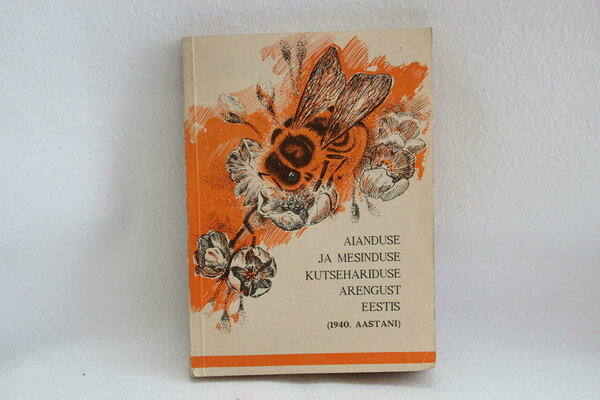 AIANDUSE
JA MESINDUSE
KUTSEHARIDUSE
ARENGUST
EESTIS
(1940. AASTANI)